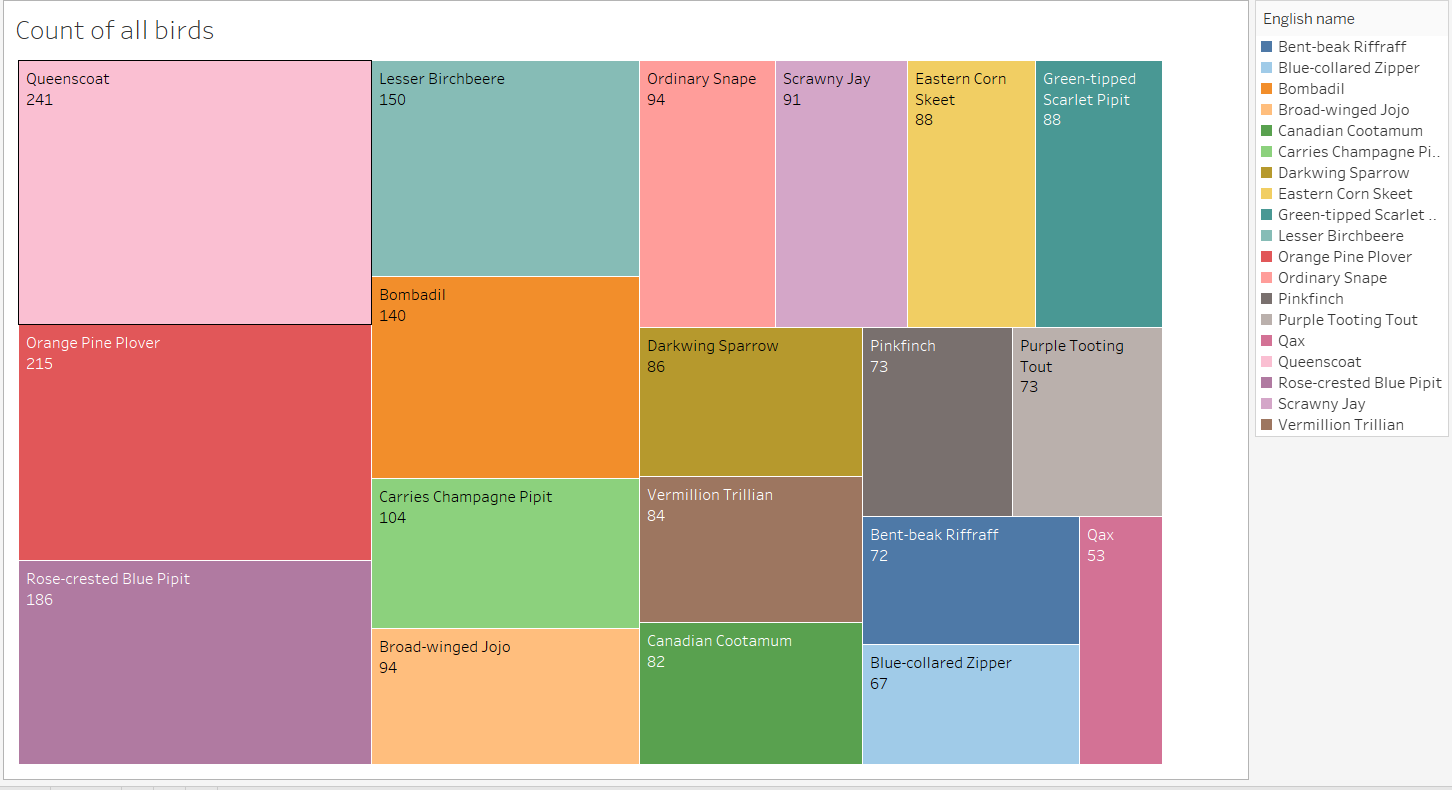 Count of all birds
Queenscoat
241
Orange Pine Plover
215
Rose-crested Blue Pipit
186
Lesser Birchbeere
150
Bombadil
140
Carries Champagne Pipit
104
Broad-winged Jojo
94
Ordinary Snape
94
Scrawny Jay
91
Eastern Corn
Skeet
88
Green-tipped
Scarlet Pipit
88
Darkwing Sparrow
86
Vermillion Trillian
84
Canadian Cootamum
82
Pinkfinch
73
Purple Tooting
Tout
73
Bent-beak Riffraff
72
Blue-collared Zipper
67
Qax
53
English name
Bent-beak Riffraff
Blue-collared Zipper
Bombadil
Broad-winged Jojo
Canadian Cootamum
Carries Champagne Pi..
Darkwing Sparrow
Eastern Corn Skeet
Green-tipped Scarlet ..
Lesser Birchbeere
Orange Pine Plover
Ordinary Snape
Pinkfinch
Purple Tooting Tout
Qax
Queenscoat
Rose-crested Blue Pipit
Scrawny Jay
Vermillion Trillian